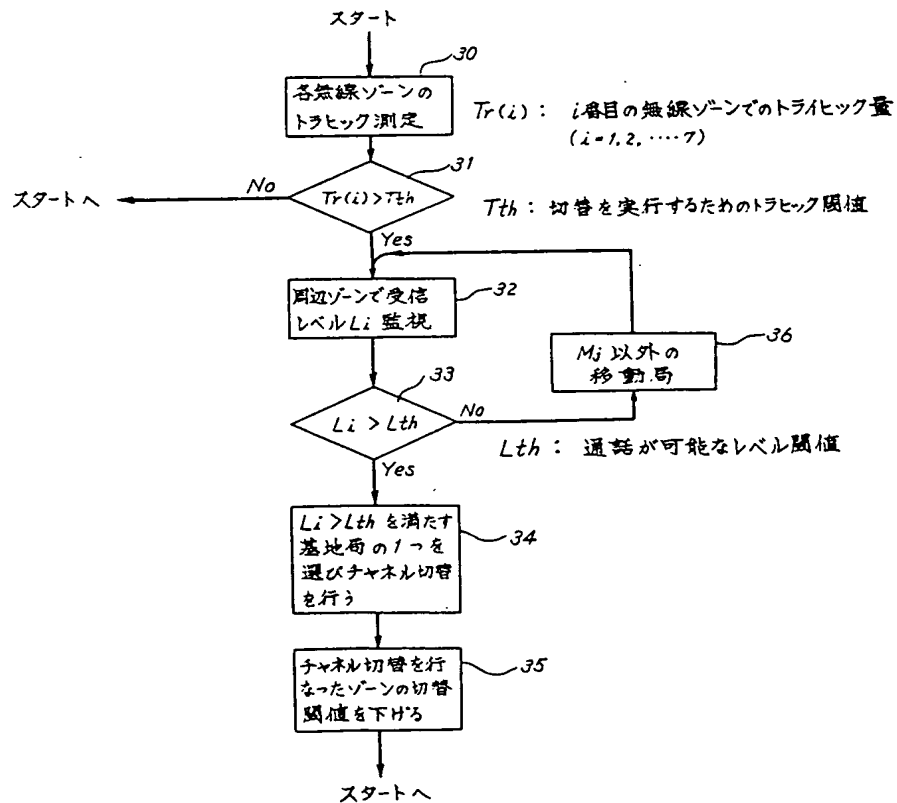 スタート
30
各無線ゾーンの
トラヒック測定
Tr(i): i番目の無線ゾーンでのトライヒック量
(i=1,2,‥‥7)
31
Tr(i)>Tth
No
スタートへ
Tth: 切替を実行するためのトラヒック閾値
Yes
周辺ゾーンで受信
レベルLi監視
32
Mj以外の
移動局
36
33
Li>Lth
No
Lth: 通話が可能なレベル閾値
Yes
Li>Lthを満たす
基地局の1つを
選びチャネル切替
を行う
34
チャネル切替を行
なったゾーンの切替
閾値を下げる
35
スタートへ